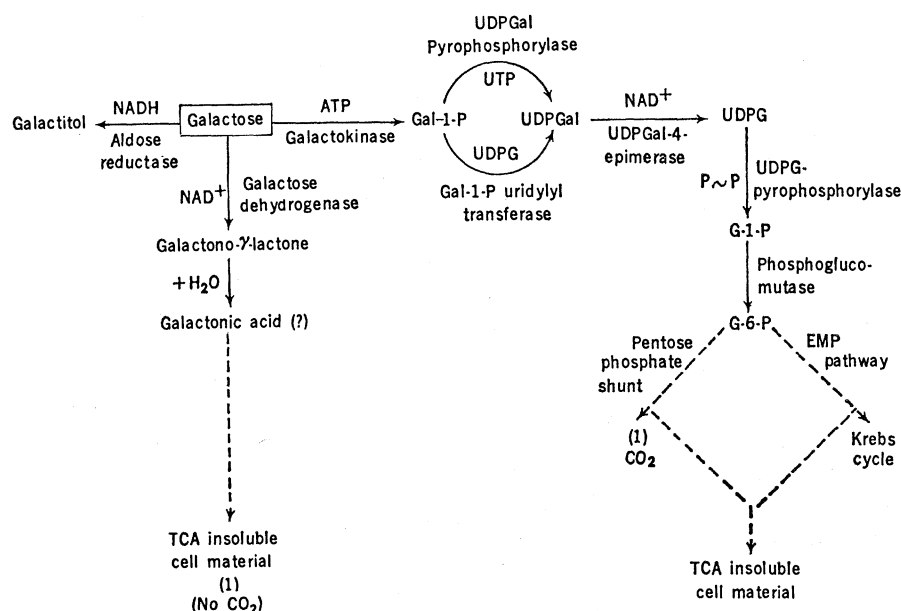 UDPGal
Pyrophosphorylase
UTP
NADH
Galactose
ATP
Gal-1-P
UDPGal
NAD+
UDPG
Galactitol
Aldose
reductase
Galactokinase
UDPG
UDPGal-4-
epimerase
Gal-1-P uridylyl
transferase
NAD+
Galactose
dehydrogenase
P~P
UDPG-
pyrophosphorylase
Galactono-γ-lactone
G-1-P
+H₂O
Phosphogluco-
mutase
Galactonic acid (?)
G-6-P
Pentose
phosphate
shunt
EMP
pathway
(1)
CO₂
Krebs
cycle
TCA insoluble
cell material
(1)
(No CO₂)
TCA insoluble
cell material